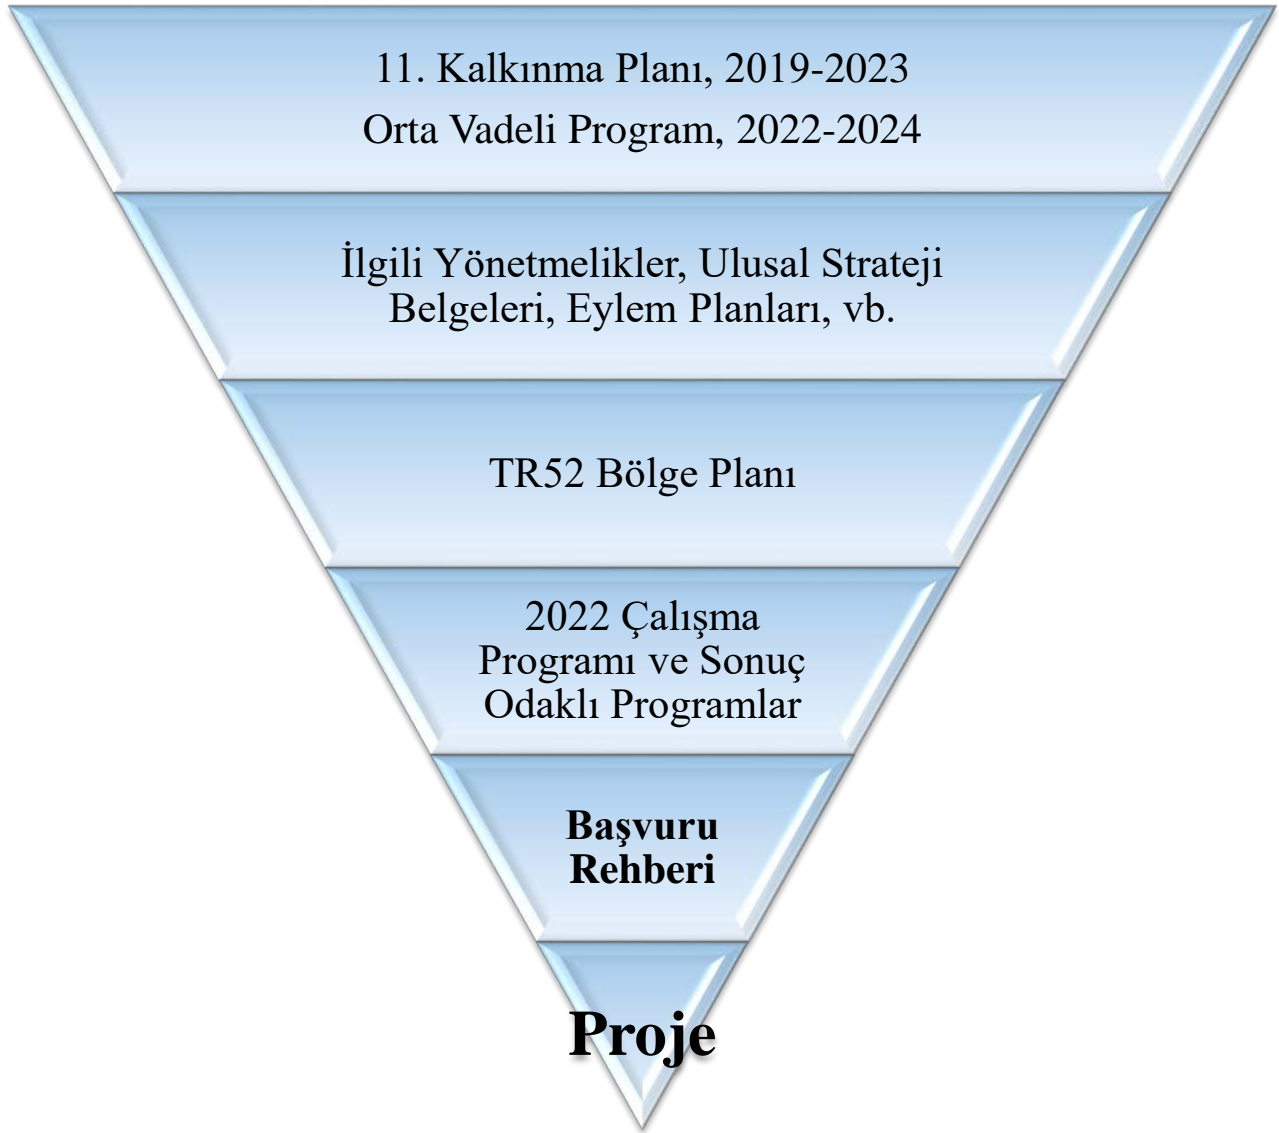 11. Kalkınma Planı, 2019-2023
Orta Vadeli Program, 2022-2024
İlgili Yönetmelikler, Ulusal Strateji
Belgeleri, Eylem Planları, vb.
TR52 Bölge Planı
2022 Çalışma
Programı ve Sonuç
Odaklı Programlar
Başvuru
Rehberi
Proje